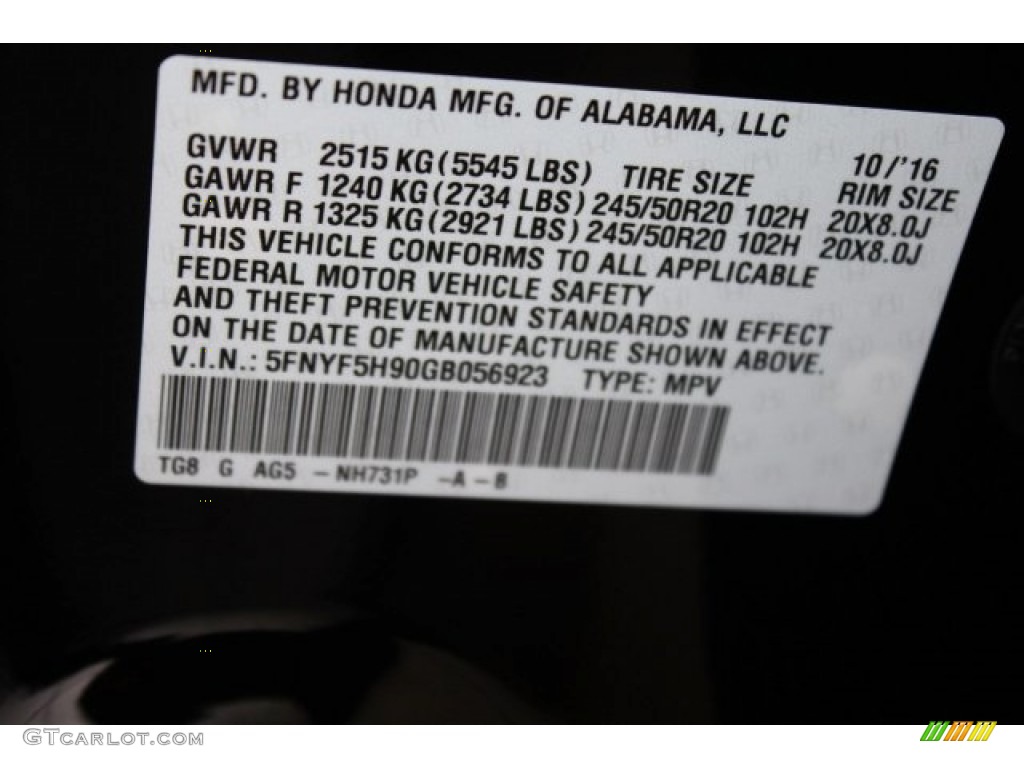 MFD. BY HONDA MFG. OF ALABAMA, LLC
10/'16
GVWR 2515 KG(5545 LBS) TIRE SIZE RIM SIZE
GAWR F 1240 KG(2734 LBS) 245/50R20 102H 20X8.0J
GAWR R 1325 KG(2921 LBS) 245/50R20 102H 20X8.0J
THIS VEHICLE CONFORMS TO ALL APPLICABLE
FEDERAL MOTOR VEHICLE SAFETY
AND THEFT PREVENTION STANDARDS IN EFFECT
ON THE DATE OF MANUFACTURE SHOWN ABOVE.
V.I.N.: 5FNYF5H90GB056923 TYPE: MPV
TG8 G AG5 – NH731P –A – B
GTCARLOT.COM